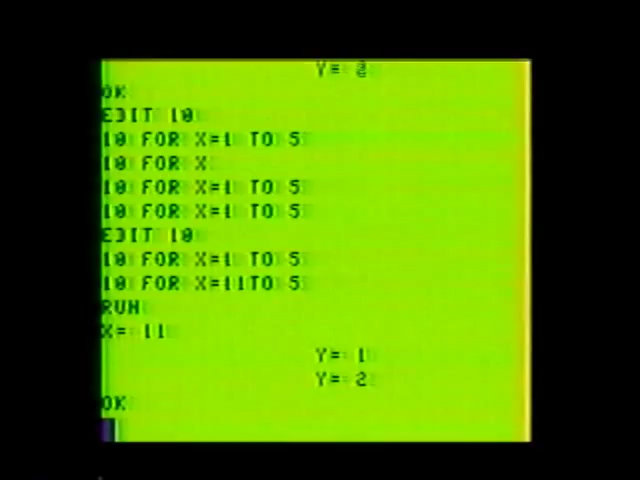 Y= 2
OK
EDIT 10
10 FOR X=1 TO 5
10 FOR X
10 FOR X=1 TO 5
10 FOR X=1 TO 5
EDIT 10
10 FOR X=1 TO 5
10 FOR X=11TO 5
RUN
X= 11
Y= 1
Y= 2
OK